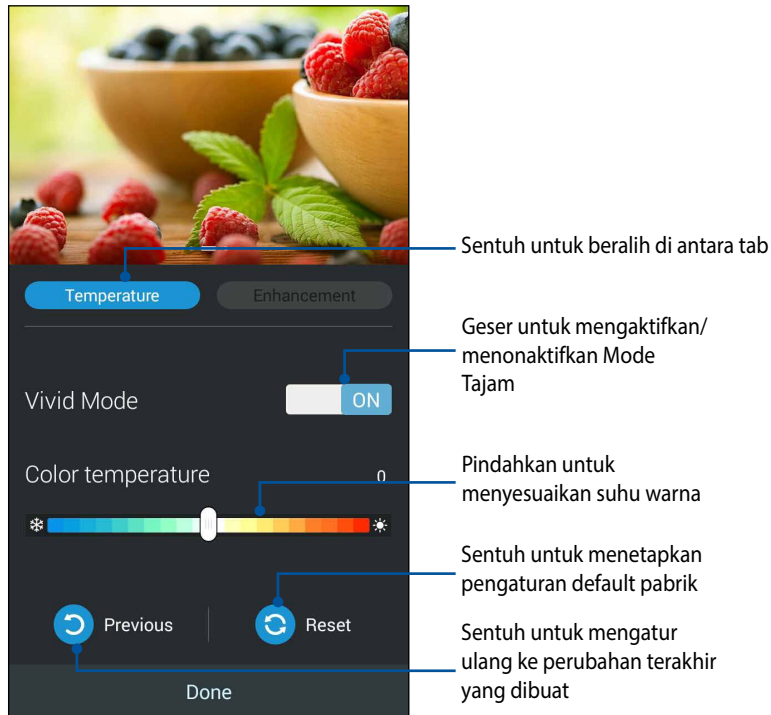 Sentuh untuk beralih di antara tab
Temperature
Enhancement
Geser untuk mengaktifkan/
menonaktifkan Mode
Tajam
Vivid Mode
ON
Color temperature
0
Pindahkan untuk
menyesuaikan suhu warna
Sentuh untuk menetapkan
pengaturan default pabrik
Previous
Reset
Sentuh untuk mengatur
ulang ke perubahan terakhir
yang dibuat
Done